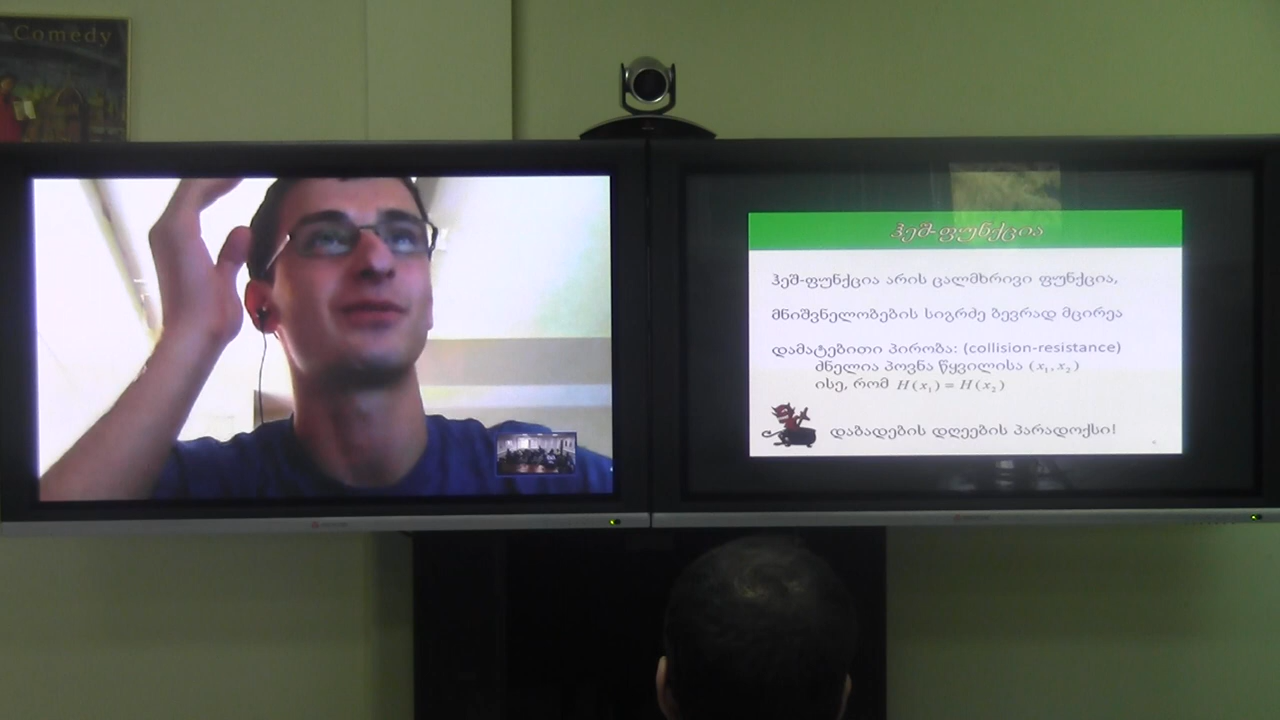 Comedy
ჰეშ-ფუნქცია
ჰეშ-ფუნქცია არის ცალმხრივი ფუნქცია,
მნიშვნელობების სიგრძე ბევრად მცირეა
დამატებითი პირობა: (collision-resistance)
ძნელია პოვნა წყვილისა (x₁, x₂)
ისე, რომ H(x₁) = H(x₂)
დაბადების დღეების პარადოქსი!